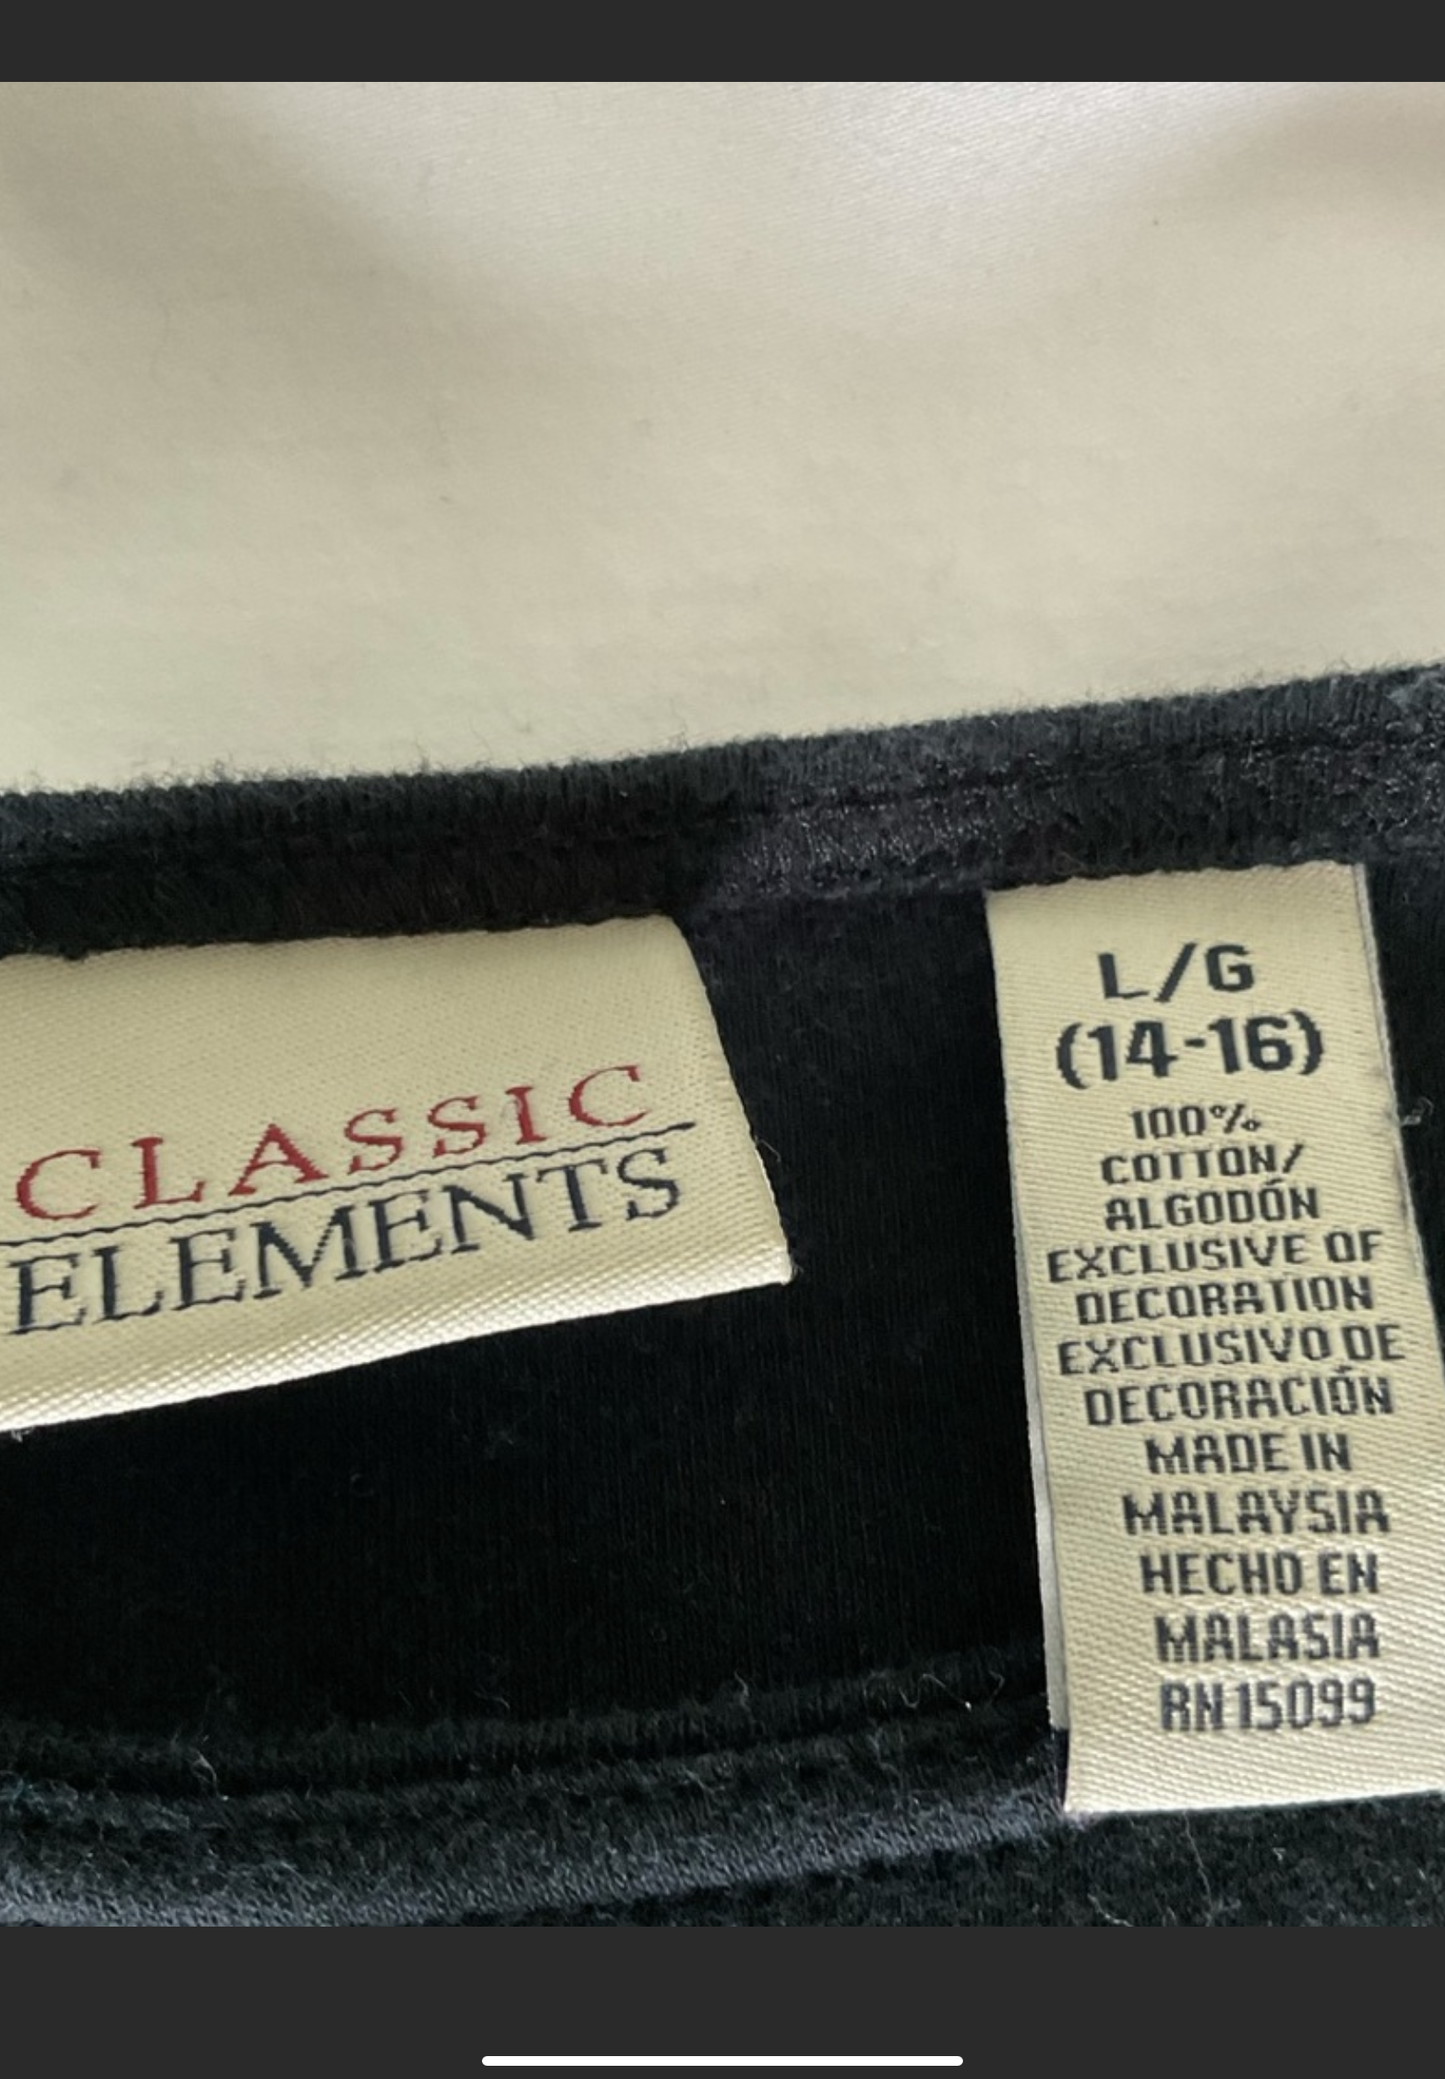 CLASSIC
ELEMENTS
L/G
(14-16)
100%
COTTON/
ALGODÓN
EXCLUSIVE OF
DECORATION
EXCLUSIVO DE
DECORACIÓN
MADE IN
MALAYSIA
HECHO EN
MALASIA
RN15099